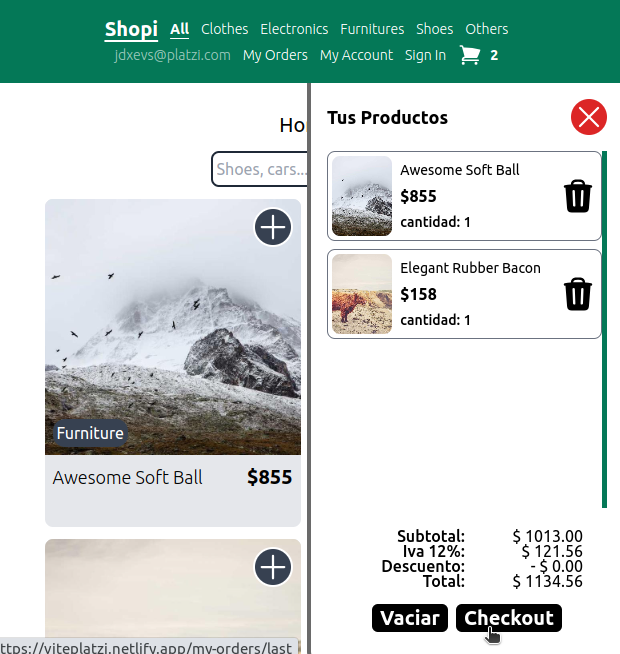 Shopi All Clothes Electronics Furnitures Shoes Others
jdxevs@platzi.com My Orders My Account Sign In 2
Ho
Shoes, cars...
Furniture
Awesome Soft Ball $855
Tus Productos
Awesome Soft Ball
$855
cantidad: 1
Elegant Rubber Bacon
$158
cantidad: 1
Subtotal: $ 1013.00
Iva 12%: $ 121.56
Descuento: - $ 0.00
Total: $ 1134.56
Vaciar Checkout
ttps://viteplatzi.netlify.app/my-orders/last